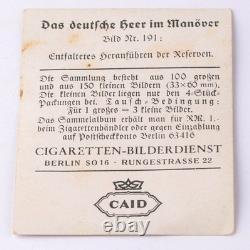 Das deutsche Heer im Manöver
Bild Nr. 191:
Entfaltetes Heranführen der Reserven.
Die Sammlung besteht aus 100 großen
und aus 150 kleinen Bildern (33×60 mm).
Die kleinen Bilder liegen nur den 4-Stück-
Packungen bei. Tausch-Bedingung:
Für 1 großes = 3 kleine Bilder.
Das Sammelalbum erhält man für RM. 1.
beim Zigarettenhändler oder gegen Einzahlung
auf Postscheckkonto Berlin 63416
CIGARETTEN-BILDERDIENST
BERLIN SO16 · RUNGESTRASSE 22
CAID